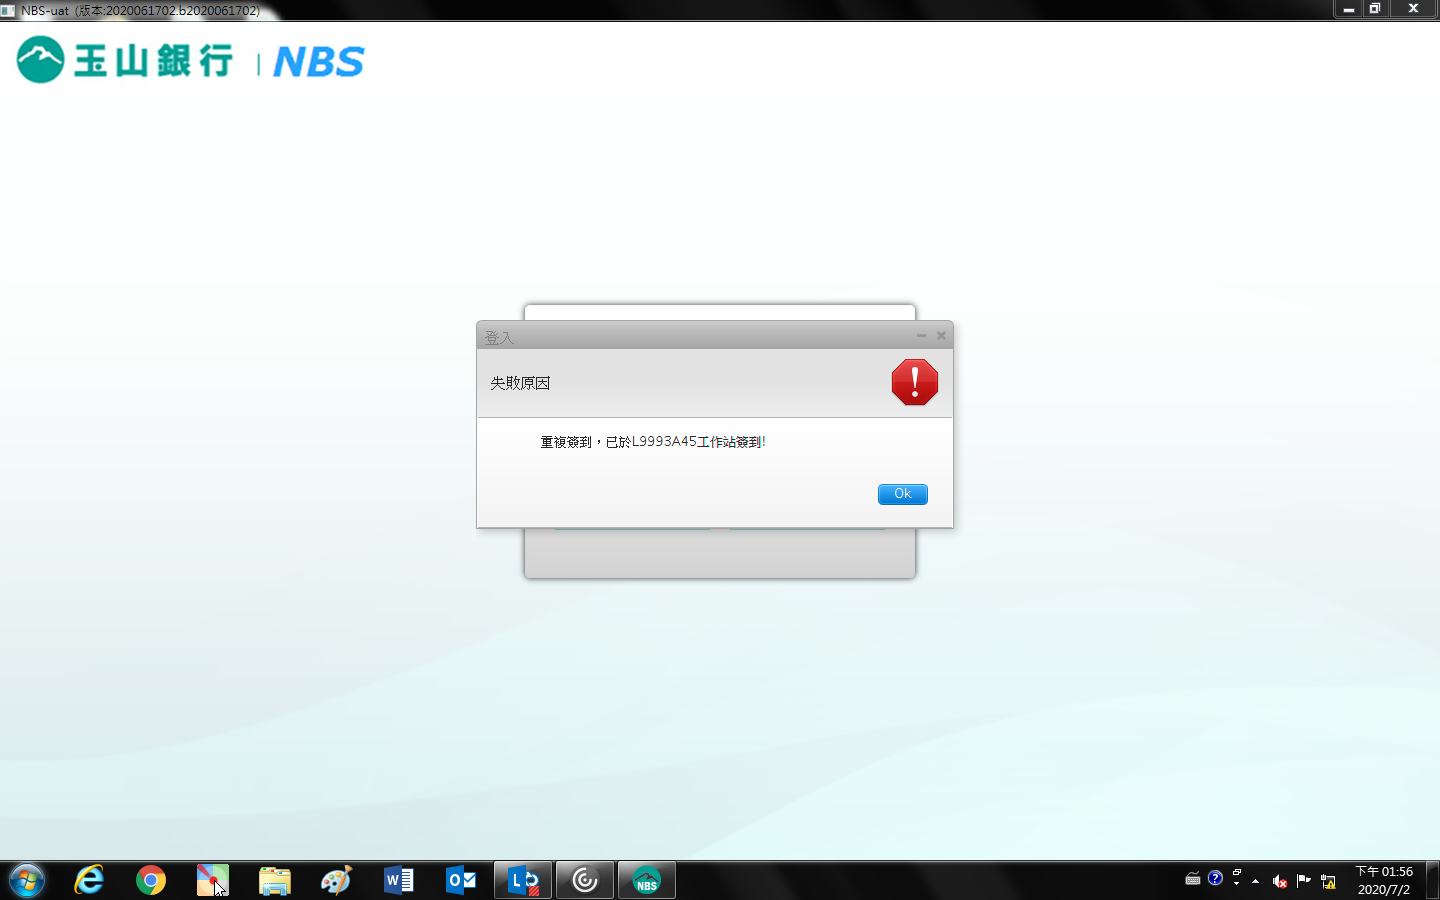 NBS-uat (版本:2020061702.b2020061702)
玉山銀行 | NBS
登入
失敗原因
重複簽到，已於L9993A45工作站簽到!
Ok
NBS
下午 01:56
2020/7/2